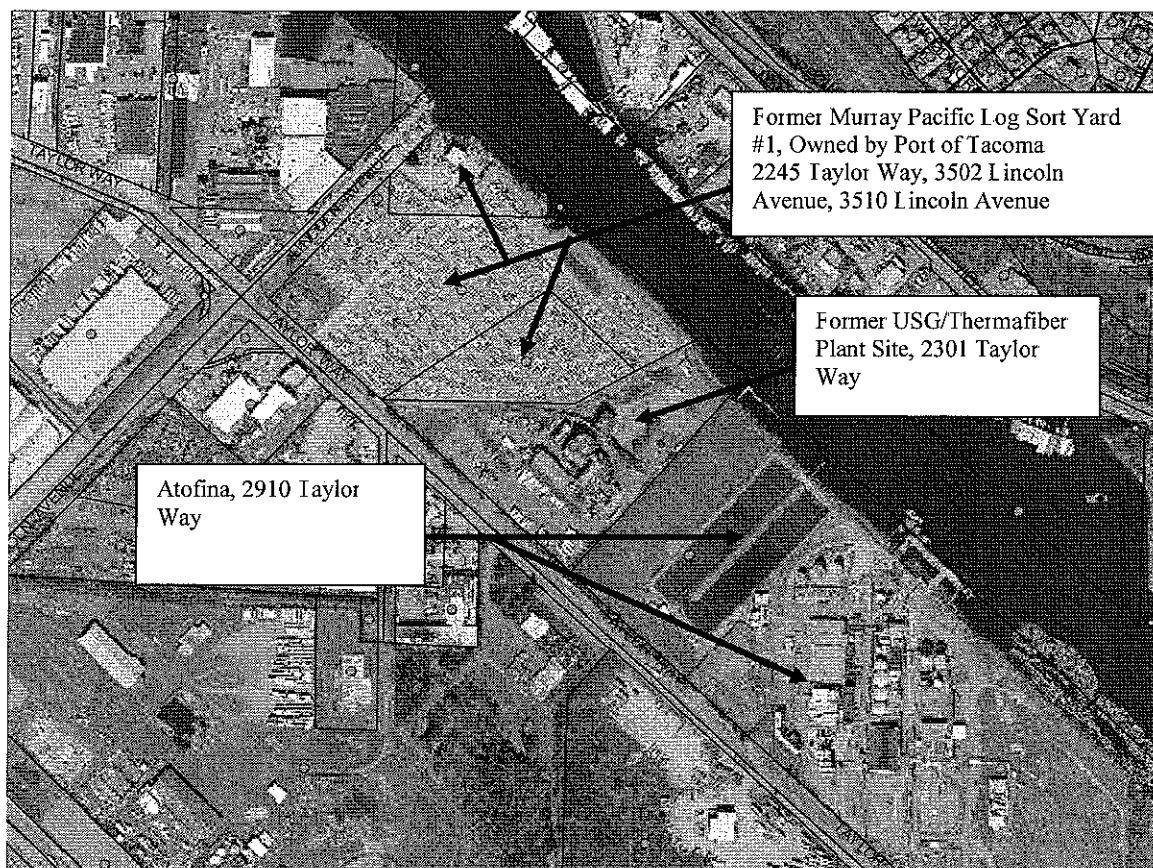 TAYLOR WAY
Former Murray Pacific Log Sort Yard
#1, Owned by Port of Tacoma
2245 Taylor Way, 3502 Lincoln
Avenue, 3510 Lincoln Avenue
Former USG/Thermafiber
Plant Site, 2301 Taylor
Way
Atofina, 2910 Taylor
Way